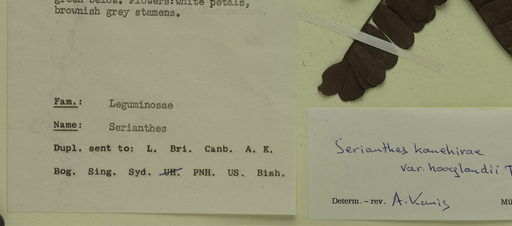 green below. Flowers:white petals,
brownish grey stamens.
Fam.: Leguminosae
Name: Serianthes
Dupl. sent to: L. Bri. Canb. A. K.
Bog. Sing. Syd. UH. PNH. US. Bish.
Serianthes kanehirae
var. hooglandii
Determ. – rev. A. Kanis